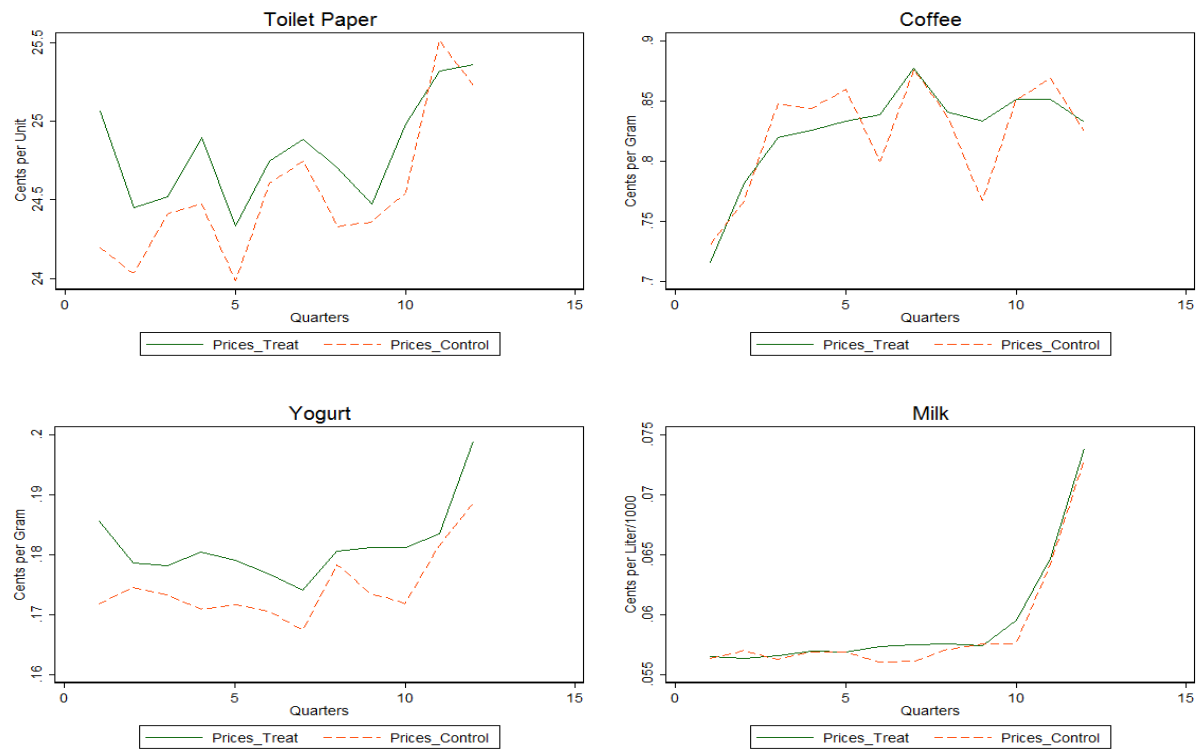 Toilet Paper
Cents per Unit
25.5
25
24.5
24
0 5 10 15
Quarters
Prices_Treat Prices_Control
Coffee
Cents per Gram
.9
.85
.8
.75
.7
0 5 10 15
Quarters
Prices_Treat Prices_Control
Yogurt
Cents per Gram
.2
.19
.18
.17
.16
0 5 10 15
Quarters
Prices_Treat Prices_Control
Milk
Cents per Liter/1000
.075
.07
.065
.06
.055
0 5 10 15
Quarters
Prices_Treat Prices_Control